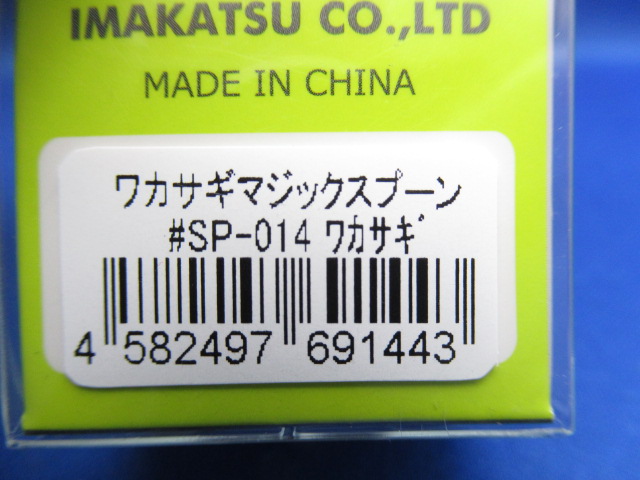 IMAKATSU CO.,LTD
MADE IN CHINA
ワカサギマジックスプーン
#SP-014 ﾜｶｻｷﾞ
4 582497 691443